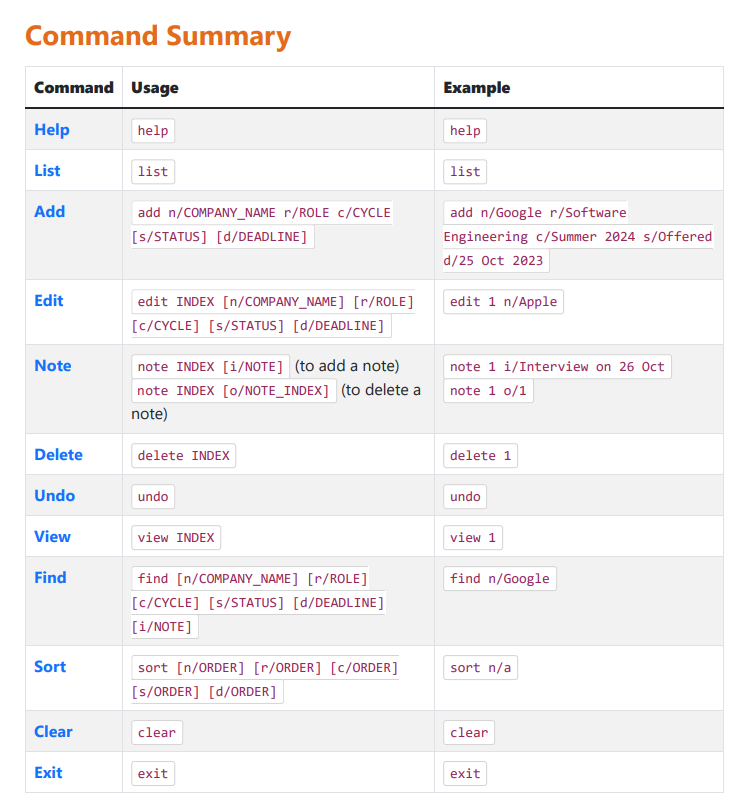 Command Summary
Command Usage Example
Help help help
List list list
Add add n/COMPANY_NAME r/ROLE c/CYCLE add n/Google r/Software
[s/STATUS] [d/DEADLINE] Engineering c/Summer 2024 s/Offered
d/25 Oct 2023
Edit edit INDEX [n/COMPANY_NAME] [r/ROLE] edit 1 n/Apple
[c/CYCLE] [s/STATUS] [d/DEADLINE]
Note note INDEX [i/NOTE] (to add a note) note 1 i/Interview on 26 Oct
note INDEX [o/NOTE_INDEX] (to delete a note 1 o/1
note)
Delete delete INDEX delete 1
Undo undo undo
View view INDEX view 1
Find find [n/COMPANY_NAME] [r/ROLE] find n/Google
[c/CYCLE] [s/STATUS] [d/DEADLINE]
[i/NOTE]
Sort sort [n/ORDER] [r/ORDER] [c/ORDER] sort n/a
[s/ORDER] [d/ORDER]
Clear clear clear
Exit exit exit